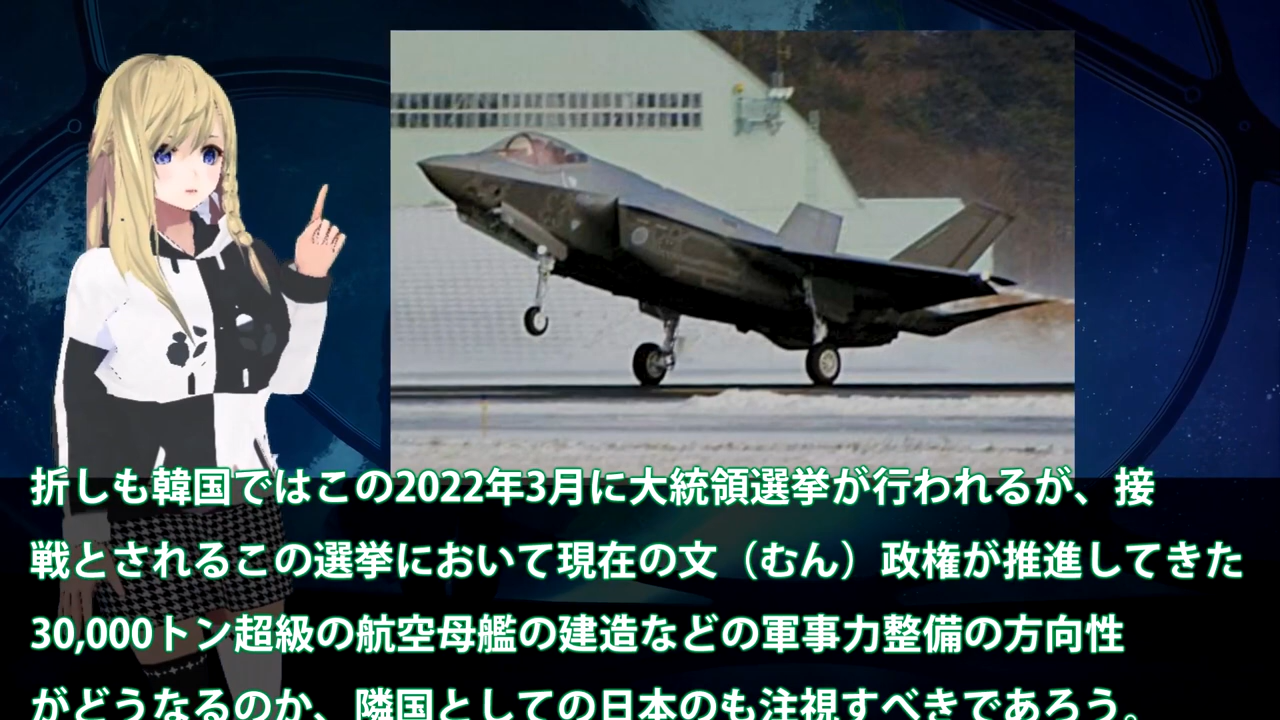 折しも韓国ではこの2022年3月に大統領選挙が行われるが、接
戦とされるこの選挙において現在の文（むん）政権が推進してきた
30,000トン超級の航空母艦の建造などの軍事力整備の方向性
がどうなるのか、隣国としての日本のも注視すべきであろう。